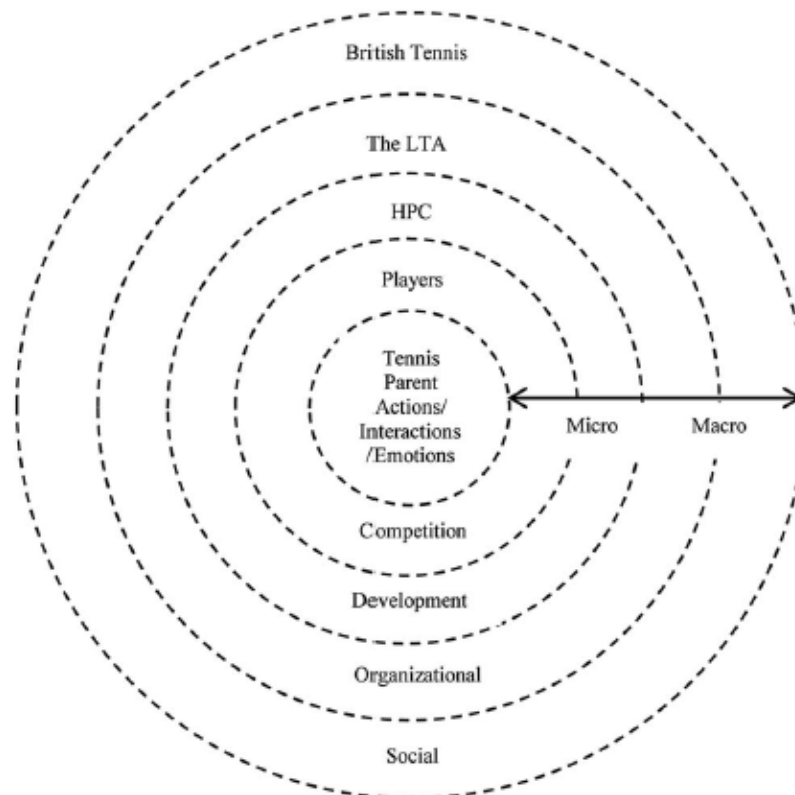 British Tennis
The LTA
HPC
Players
Tennis
Parent
Actions/
Interactions
/Emotions
Micro
Macro
Competition
Development
Organizational
Social